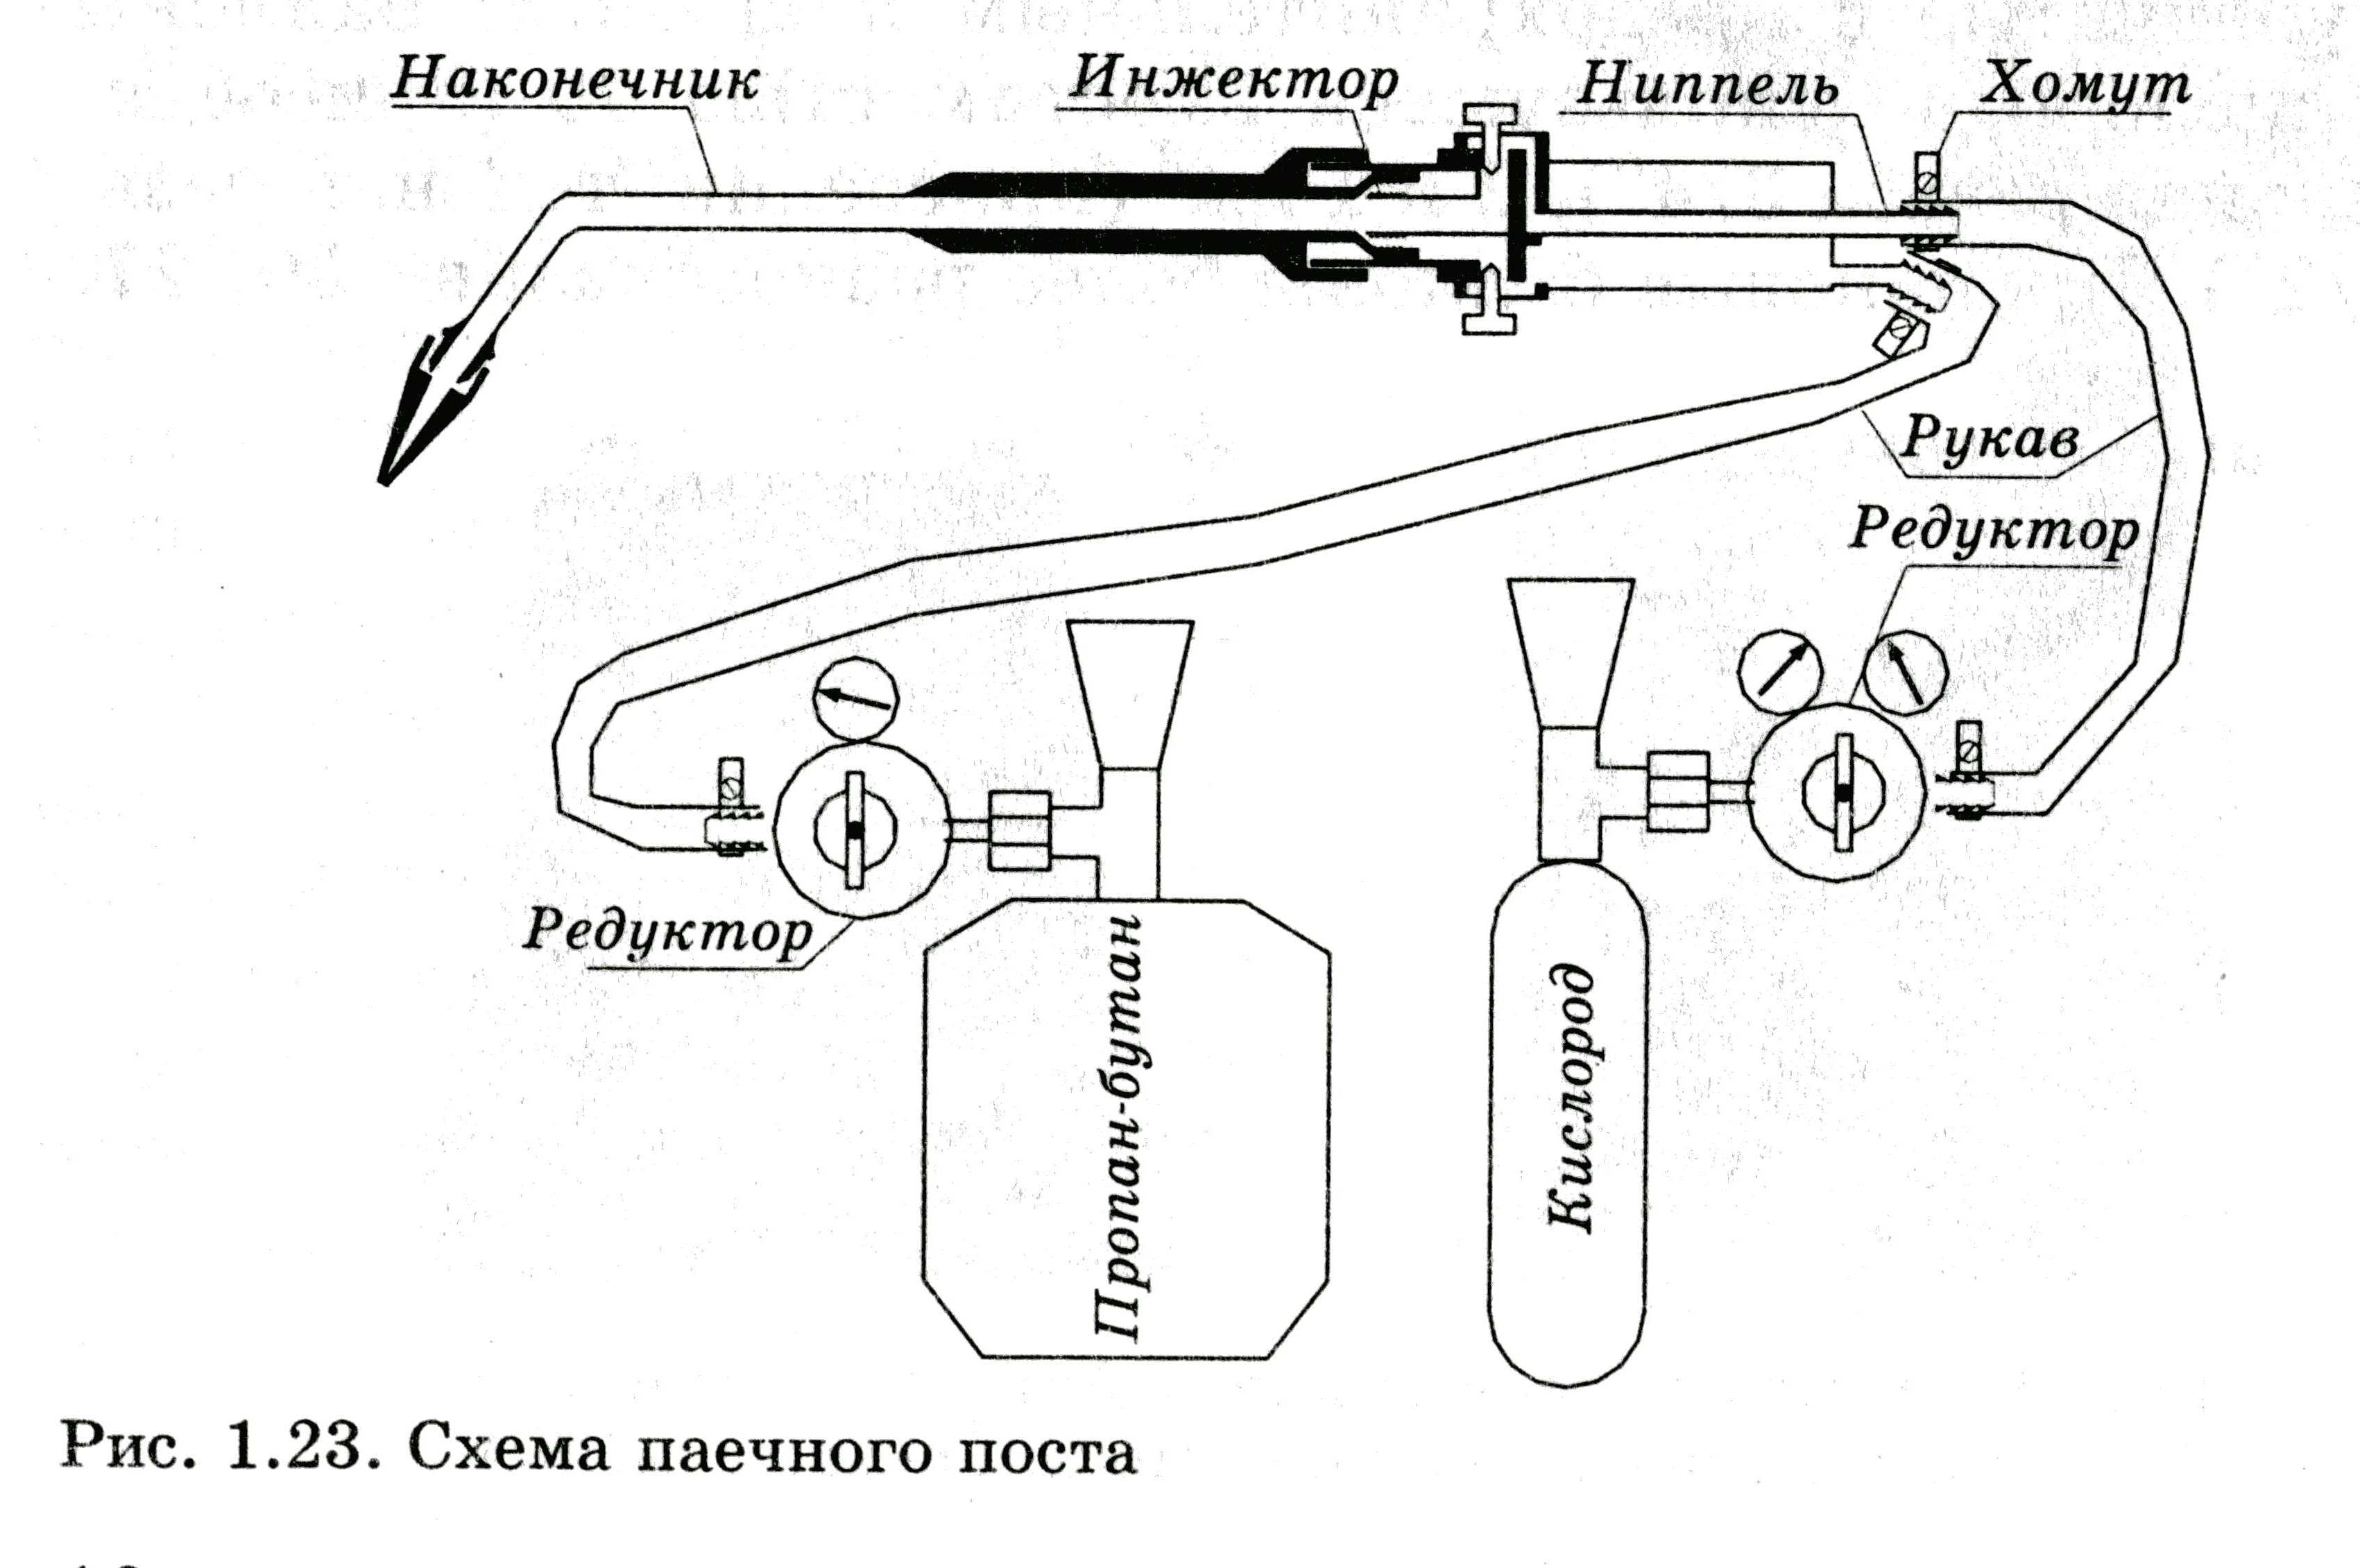 Наконечник
Инжектор
Ниппель
Хомут
Рукав
Редуктор
Редуктор
Пропан-бутан
Кислород
Рис. 1.23. Схема паечного поста